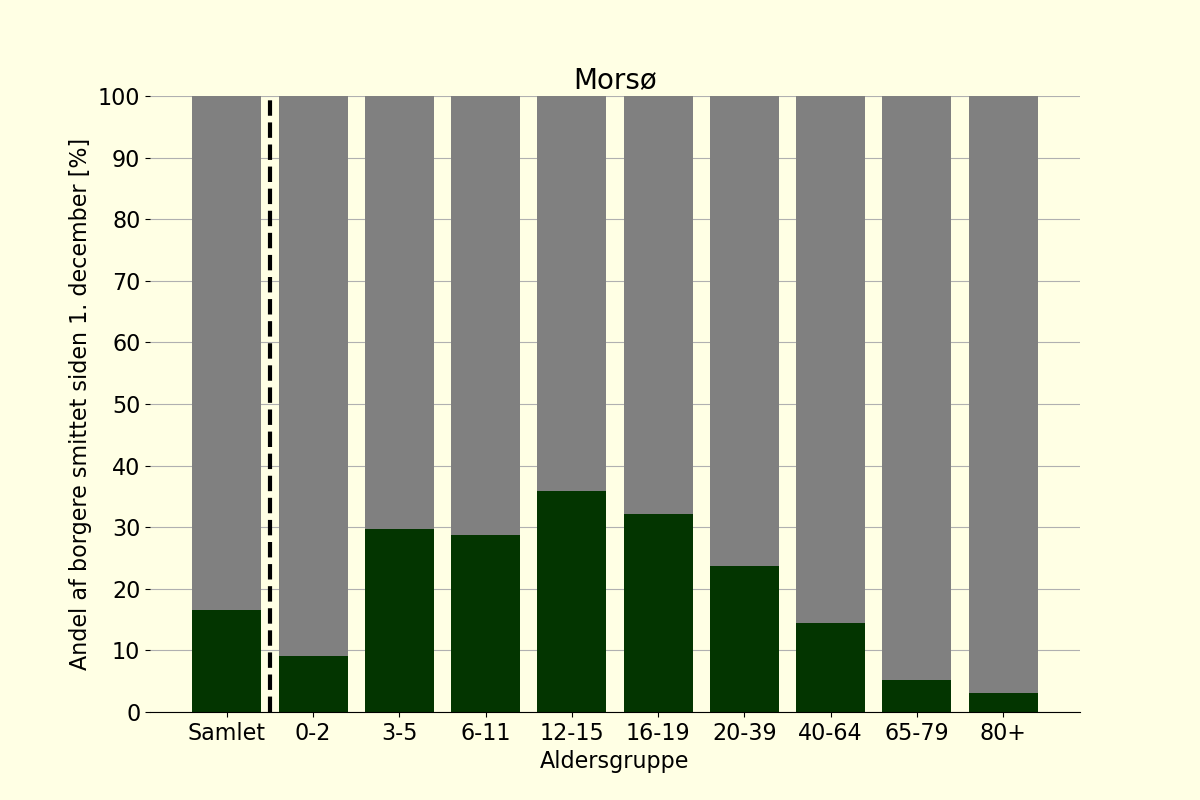 Morsø
Andel af borgere smittet siden 1. december [%]
100
90
80
70
60
50
40
30
20
10
0
Samlet 0-2 3-5 6-11 12-15 16-19 20-39 40-64 65-79 80+
Aldersgruppe